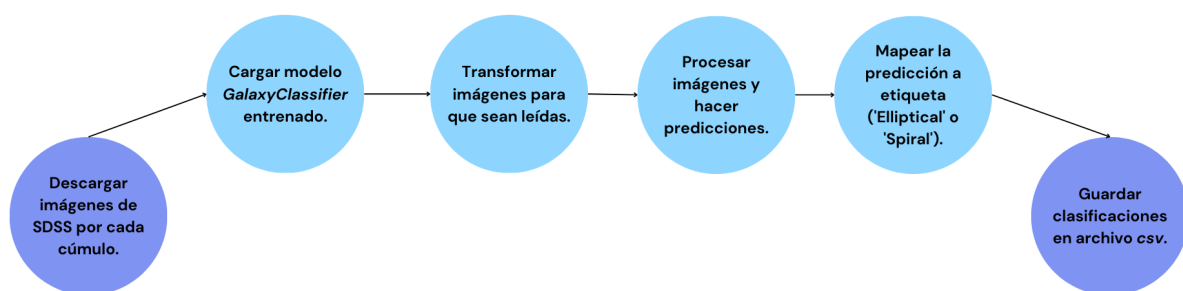 Descargar
imágenes de
SDSS por cada
cúmulo.
Cargar modelo
GalaxyClassifier
entrenado.
Transformar
imágenes para
que sean leídas.
Procesar
imágenes y
hacer
predicciones.
Mapear la
predicción a
etiqueta
('Elliptical' o
'Spiral').
Guardar
clasificaciones
en archivo csv.